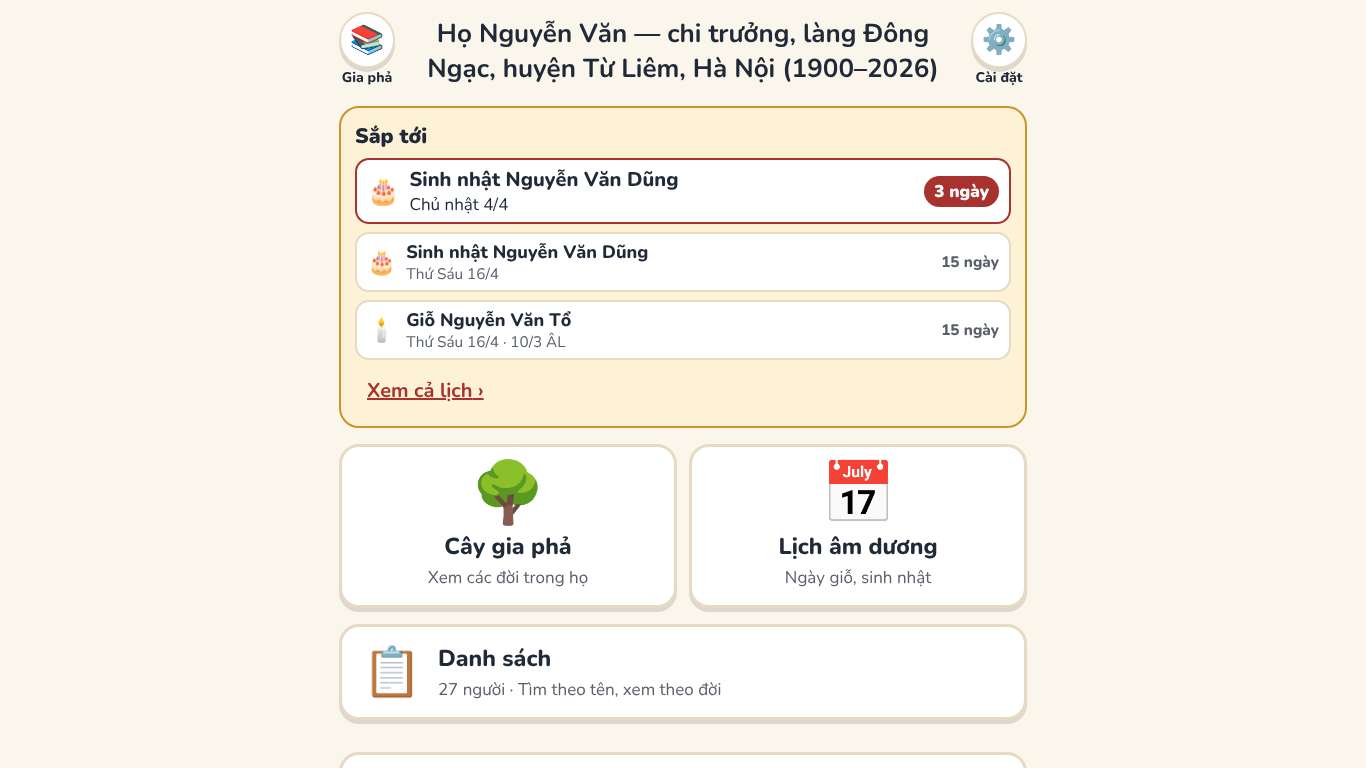 Họ Nguyễn Văn — chi trưởng, làng Đông
Ngạc, huyện Từ Liêm, Hà Nội (1900–2026)
Gia phả
Cài đặt
Sắp tới
Sinh nhật Nguyễn Văn Dũng
Chủ nhật 4/4
3 ngày
Sinh nhật Nguyễn Văn Dũng
Thứ Sáu 16/4
15 ngày
Giỗ Nguyễn Văn Tổ
Thứ Sáu 16/4 · 10/3 ÂL
15 ngày
Xem cả lịch ›
Cây gia phả
Xem các đời trong họ
July
17
Lịch âm dương
Ngày giỗ, sinh nhật
Danh sách
27 người · Tìm theo tên, xem theo đời